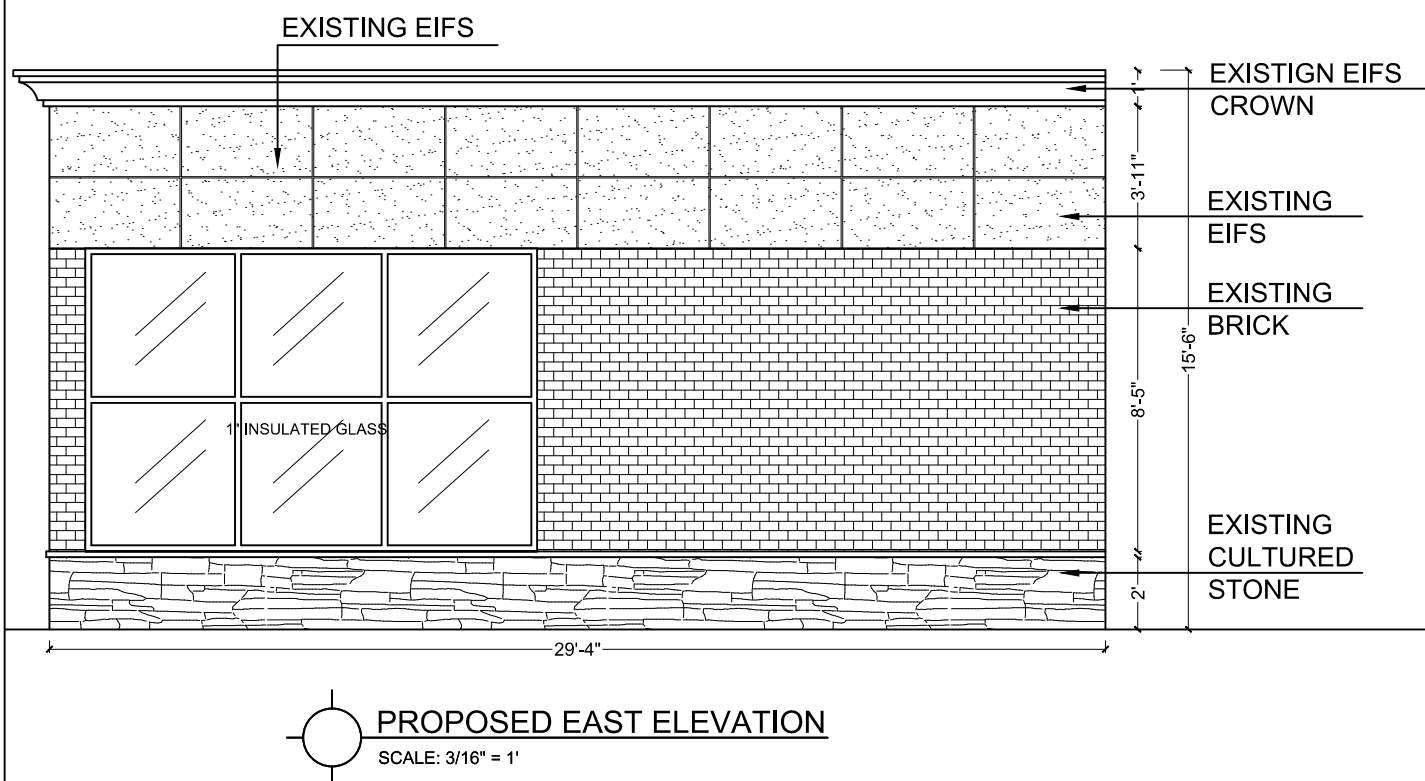 EXISTING EIFS
EXISTIGN EIFS
CROWN
1'
3'-11"
EXISTING
EIFS
EXISTING
BRICK
15'-6"
8'-5"
1" INSULATED GLASS
EXISTING
CULTURED
STONE
2'
29'-4"
PROPOSED EAST ELEVATION
SCALE: 3/16" = 1'